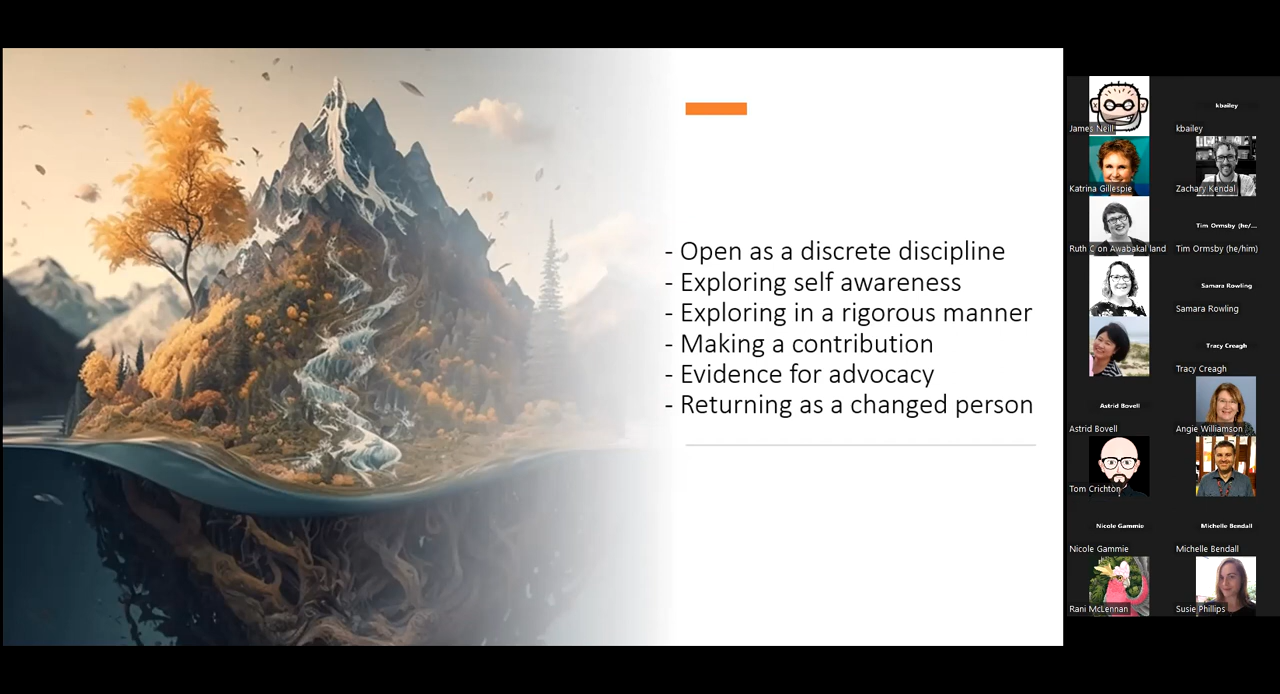 - Open as a discrete discipline
- Exploring self awareness
- Exploring in a rigorous manner
- Making a contribution
- Evidence for advocacy
- Returning as a changed person
James Neill
kbailey
kbailey
Katrina Gillespie
Zachary Kendal
Ruth C on Awabakal land
Tim Ormsby (he/...
Tim Ormsby (he/him)
Samara Rowling
Samara Rowling
Tracy Creagh
Tracy Creagh
Astrid Bovell
Astrid Bovell
Angie Williamson
Tom Crichton
Nicole Gammie
Nicole Gammie
Michelle Bendall
Michelle Bendall
Rani McLennan
Susie Phillips